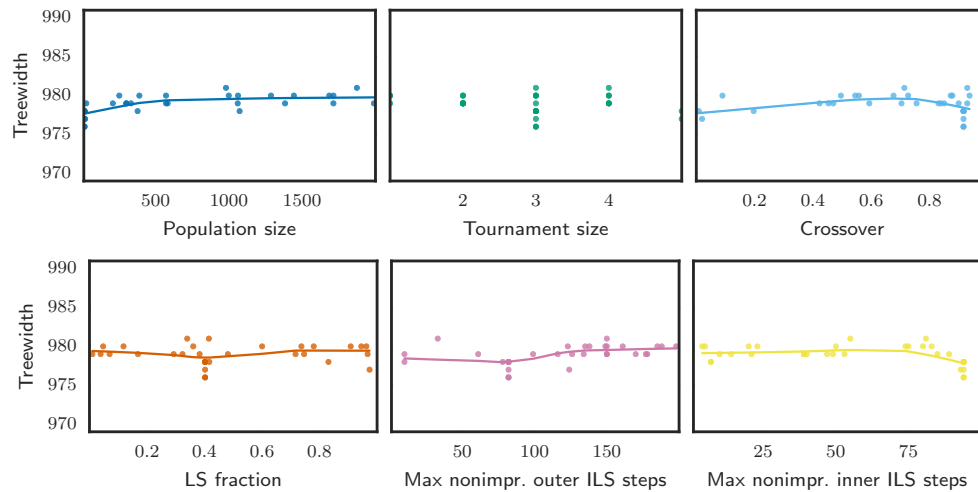 990
985
980
975
970
Treewidth
500 1000 1500
2 3 4
0.2 0.4 0.6 0.8
Population size
Tournament size
Crossover
990
985
980
975
970
Treewidth
0.2 0.4 0.6 0.8
50 100 150
25 50 75
LS fraction
Max nonimpr. outer ILS steps
Max nonimpr. inner ILS steps